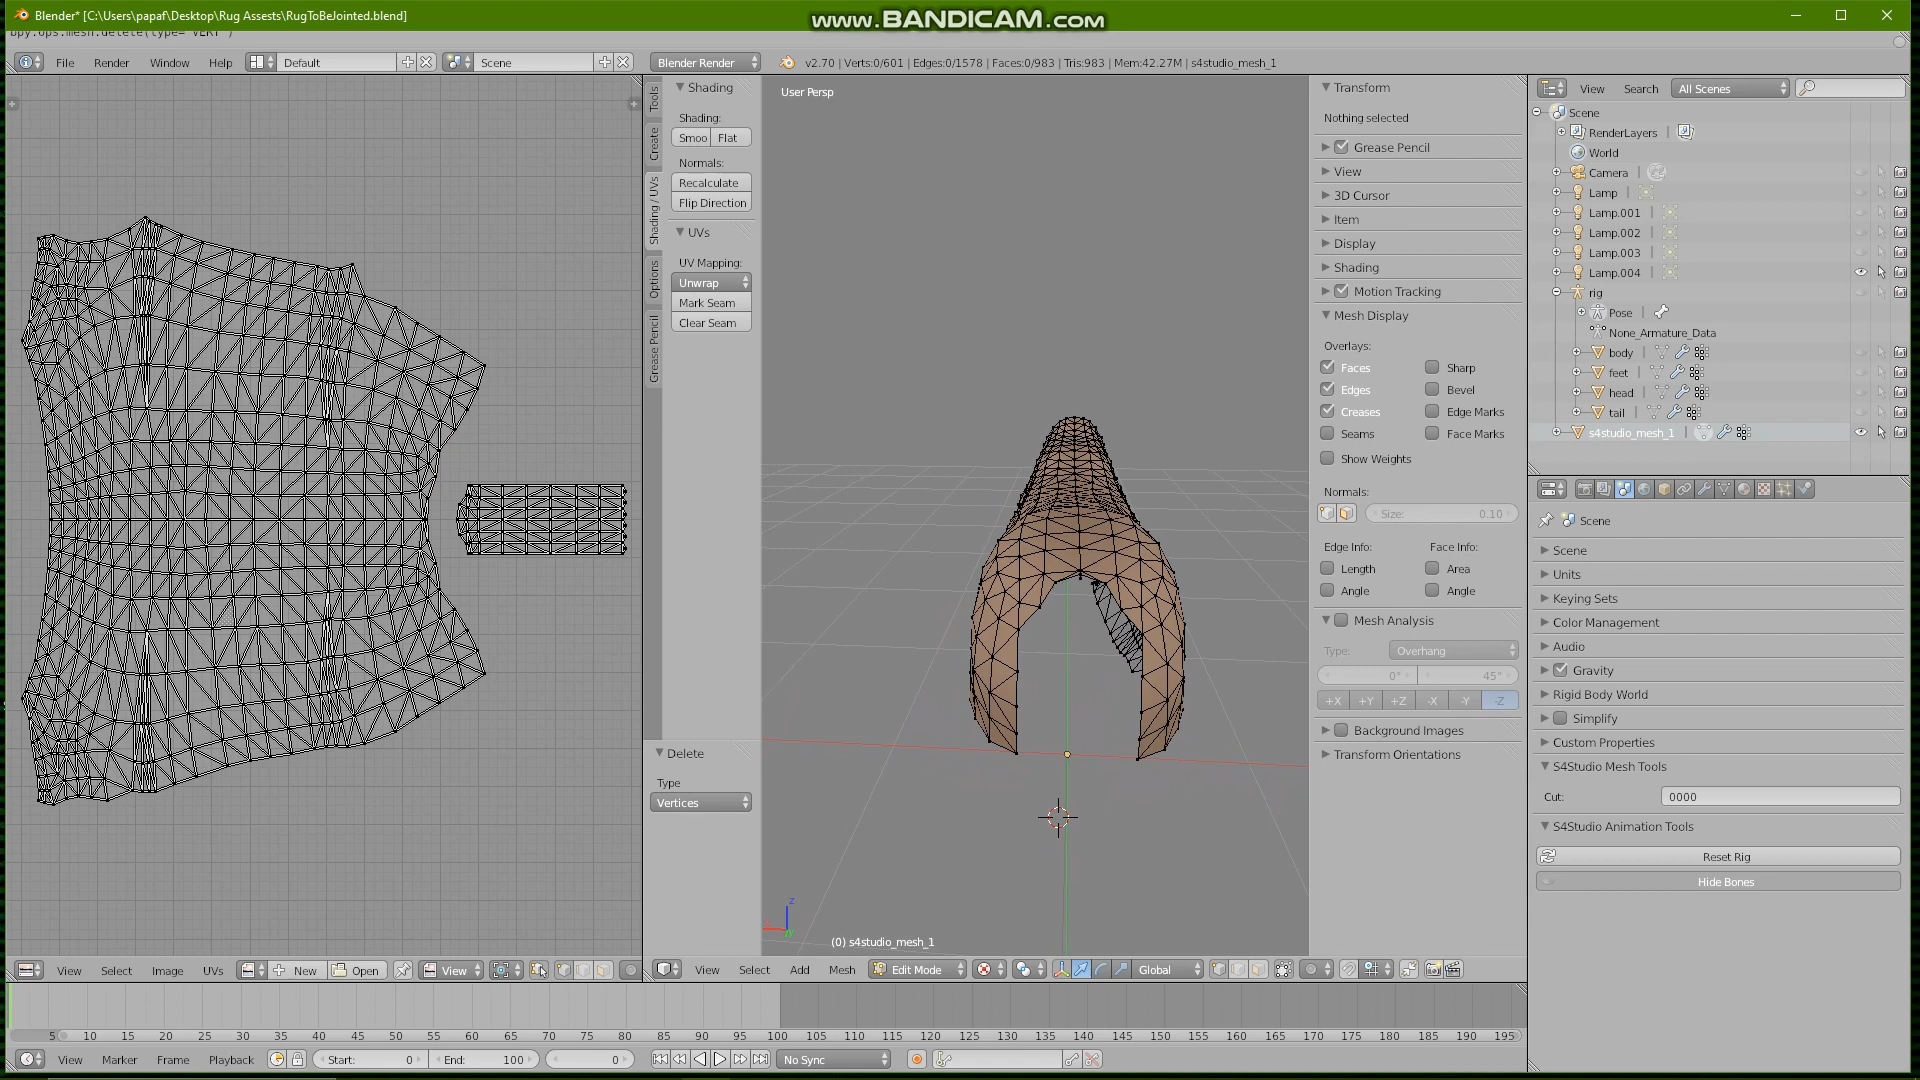 Blender* [C:\Users\papaf\Desktop\Rug Assests\RugToBeJointed.blend]
www.BANDICAM.com
bpy.ops.mesh.delete(type='VERT')
File Render Window Help Default Scene Blender Render v2.70 | Verts:0/601 | Edges:0/1578 | Faces:0/983 | Tris:983 | Mem:42.27M | s4studio_mesh_1
Tools
Create
Shading / UVs
Options
Grease Pencil
Shading
Shading:
Smoo Flat
Normals:
Recalculate
Flip Direction
UVs
UV Mapping:
Unwrap
Mark Seam
Clear Seam
Delete
Type
Vertices
User Persp
z
(0) s4studio_mesh_1
Transform
Nothing selected
Grease Pencil
View
3D Cursor
Item
Display
Shading
Motion Tracking
Mesh Display
Overlays:
Faces Sharp
Edges Bevel
Creases Edge Marks
Seams Face Marks
Show Weights
Normals:
Size: 0.10
Edge Info: Face Info:
Length Area
Angle Angle
Mesh Analysis
Type: Overhang
0° 45°
+X +Y +Z -X -Y -Z
Background Images
Transform Orientations
View Search All Scenes
Scene
RenderLayers
World
Camera
Lamp
Lamp.001
Lamp.002
Lamp.003
Lamp.004
rig
Pose
None_Armature_Data
body
feet
head
tail
s4studio_mesh_1
Scene
Scene
Units
Keying Sets
Color Management
Audio
Gravity
Rigid Body World
Simplify
Custom Properties
S4Studio Mesh Tools
Cut: 0000
S4Studio Animation Tools
Reset Rig
Hide Bones
View Select Image UVs New Open View
View Select Add Mesh Edit Mode Global
5 10 15 20 25 30 35 40 45 50 55 60 65 70 75 80 85 90 95 100 105 110 115 120 125 130 135 140 145 150 155 160 165 170 175 180 185 190 195
View Marker Frame Playback Start: 0 End: 100 0 No Sync